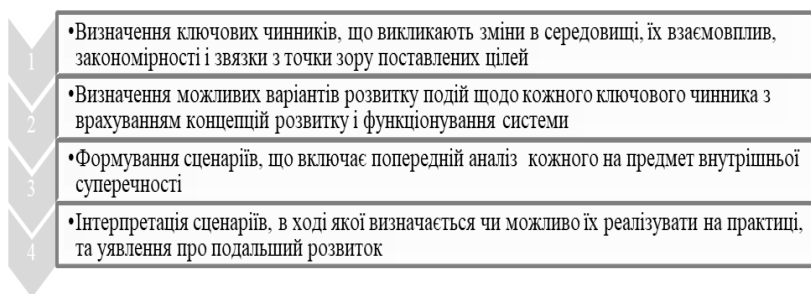 1
•Визначення ключових чинників, що викликають зміни в середовищі, їх взаємовплив,
закономірності і звязки з точки зору поставлених цілей
2
•Визначення можливих варіантів розвитку подій щодо кожного ключового чинника з
врахуванням концепцій розвитку і функціонування системи
3
•Формування сценаріїв, що включає попередній аналіз кожного на предмет внутрішньої
суперечності
4
•Інтерпретація сценаріїв, в ході якої визначається чи можливо їх реалізувати на практиці,
та уявлення про подальший розвиток